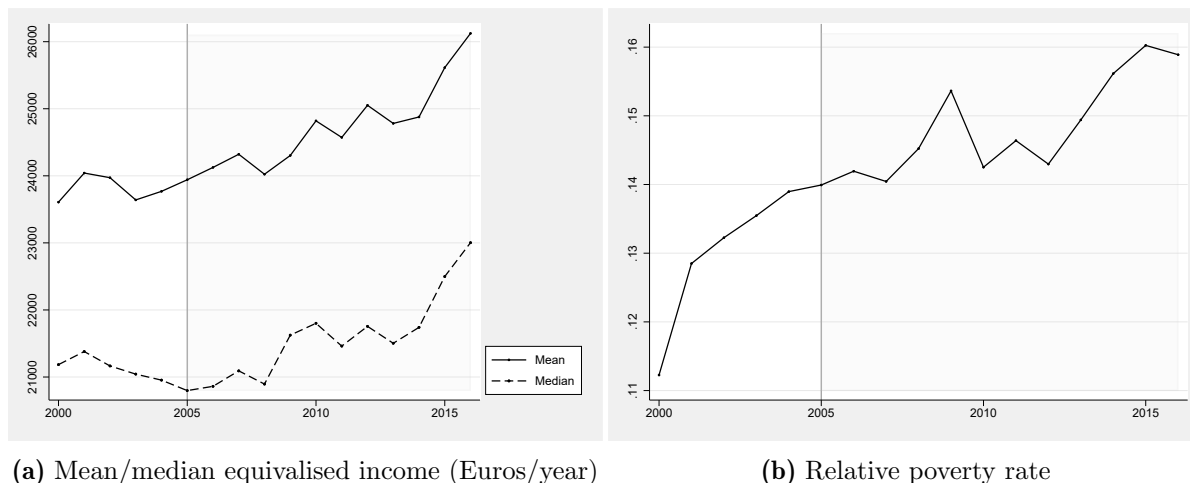 26000
25000
24000
23000
22000
21000
2000 2005 2010 2015
Mean
Median
.16
.15
.14
.13
.12
.11
2000 2005 2010 2015
(a) Mean/median equivalised income (Euros/year)
(b) Relative poverty rate